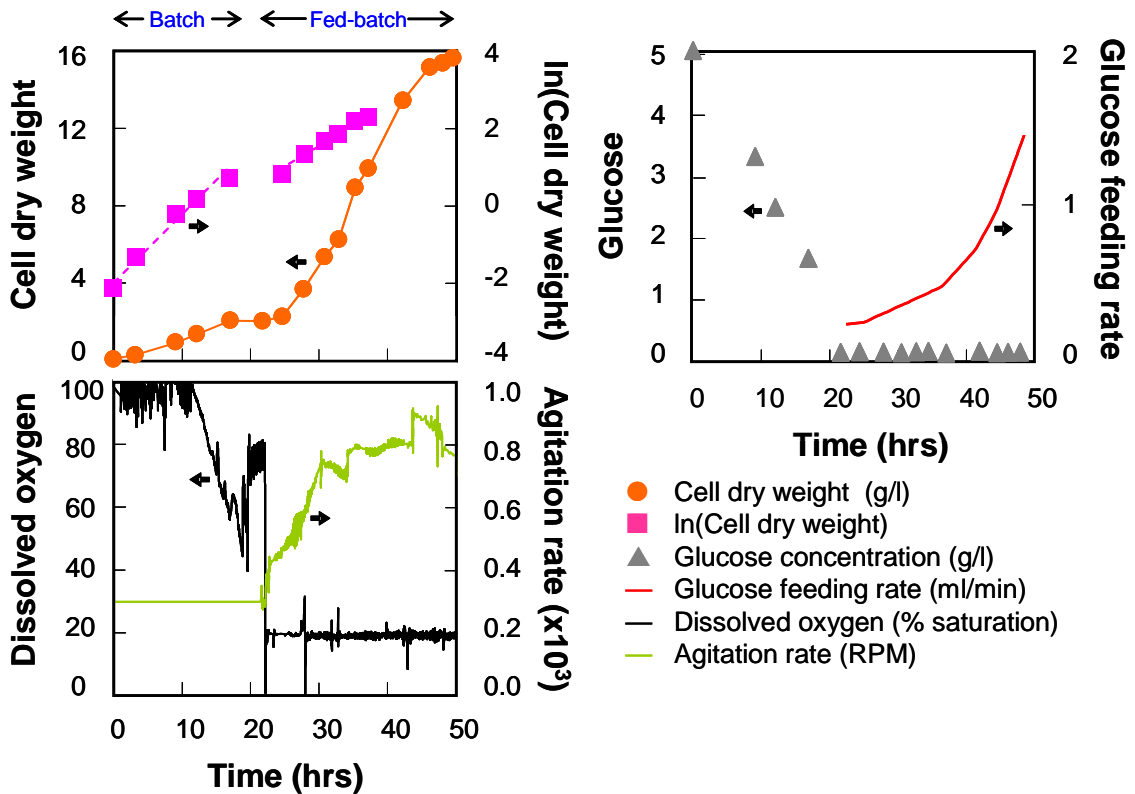 Batch
Fed-batch
Cell dry weight
16
12
8
4
0
4
2
0
-2
-4
ln(Cell dry weight)
Glucose
5
4
3
2
1
0
2
1
0
Glucose feeding rate
0 10 20 30 40 50
Time (hrs)
Dissolved oxygen
100
80
60
40
20
0
1.0
0.8
0.6
0.4
0.2
0.0
Agitation rate (x10³)
0 10 20 30 40 50
Time (hrs)
Cell dry weight (g/l)
ln(Cell dry weight)
Glucose concentration (g/l)
Glucose feeding rate (ml/min)
Dissolved oxygen (% saturation)
Agitation rate (RPM)